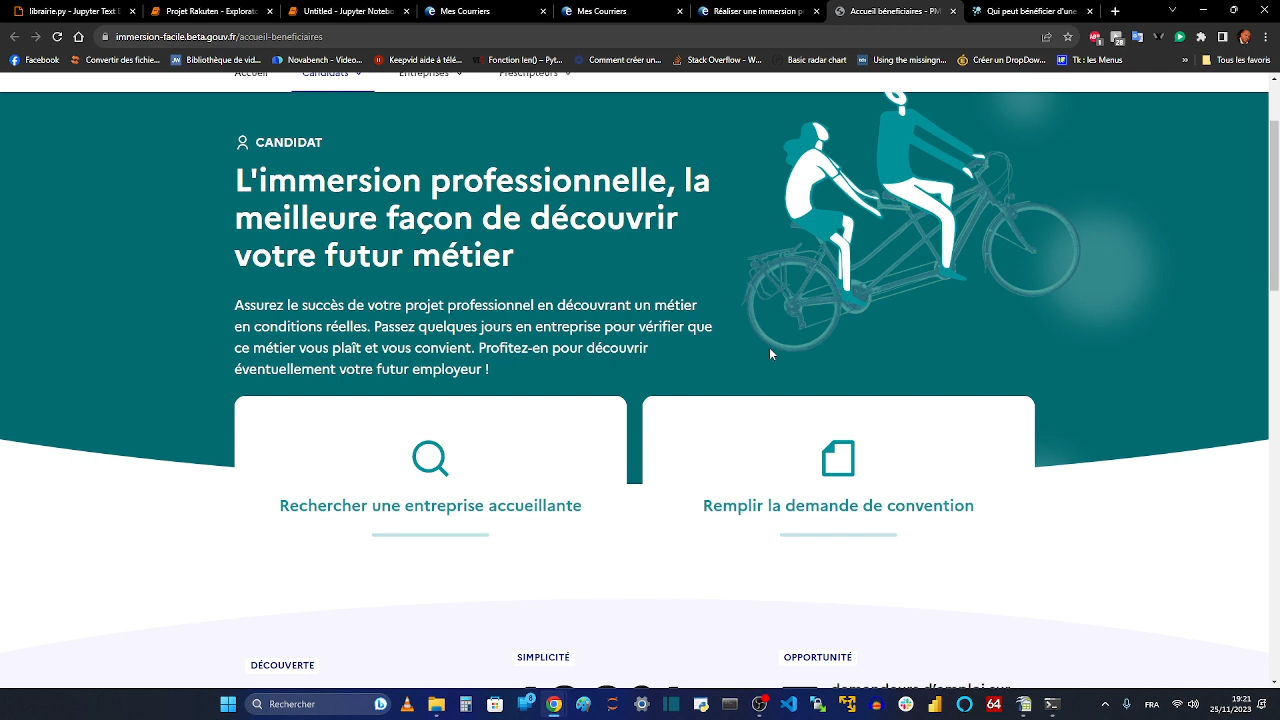 librairie.py - Jupyter Text E
Projet Rakuten - Explorat
Untitled - Jupyter Notebo
Mes Courriers
Mes Courriers
Réaliser une immersion pr
Accueil bénéficiaires - PM
Qui peut bénéficier d'une
immersion-facile.beta.gouv.fr/accueil-beneficiaires
Facebook
Convertir des fichie...
Bibliothèque de ind...
Novabench - Video...
Keepvid aide à télé...
Fonction len() – Pyt...
Comment créer un...
Stack Overflow - W...
Basic radar chart
Using the missingn...
Créer un DropDow...
Tk : les Menus
»
Tous les favoris
Accueil
Candidats
Entreprises
Prescripteurs
CANDIDAT
L'immersion professionnelle, la
meilleure façon de découvrir
votre futur métier
Assurez le succès de votre projet professionnel en découvrant un métier
en conditions réelles. Passez quelques jours en entreprise pour vérifier que
ce métier vous plaît et vous convient. Profitez-en pour découvrir
éventuellement votre futur employeur !
Rechercher une entreprise accueillante
Remplir la demande de convention
DÉCOUVERTE
SIMPLICITÉ
OPPORTUNITÉ
demandeurs d'emploi sur
Rechercher
64
FRA
19:21
25/11/2023